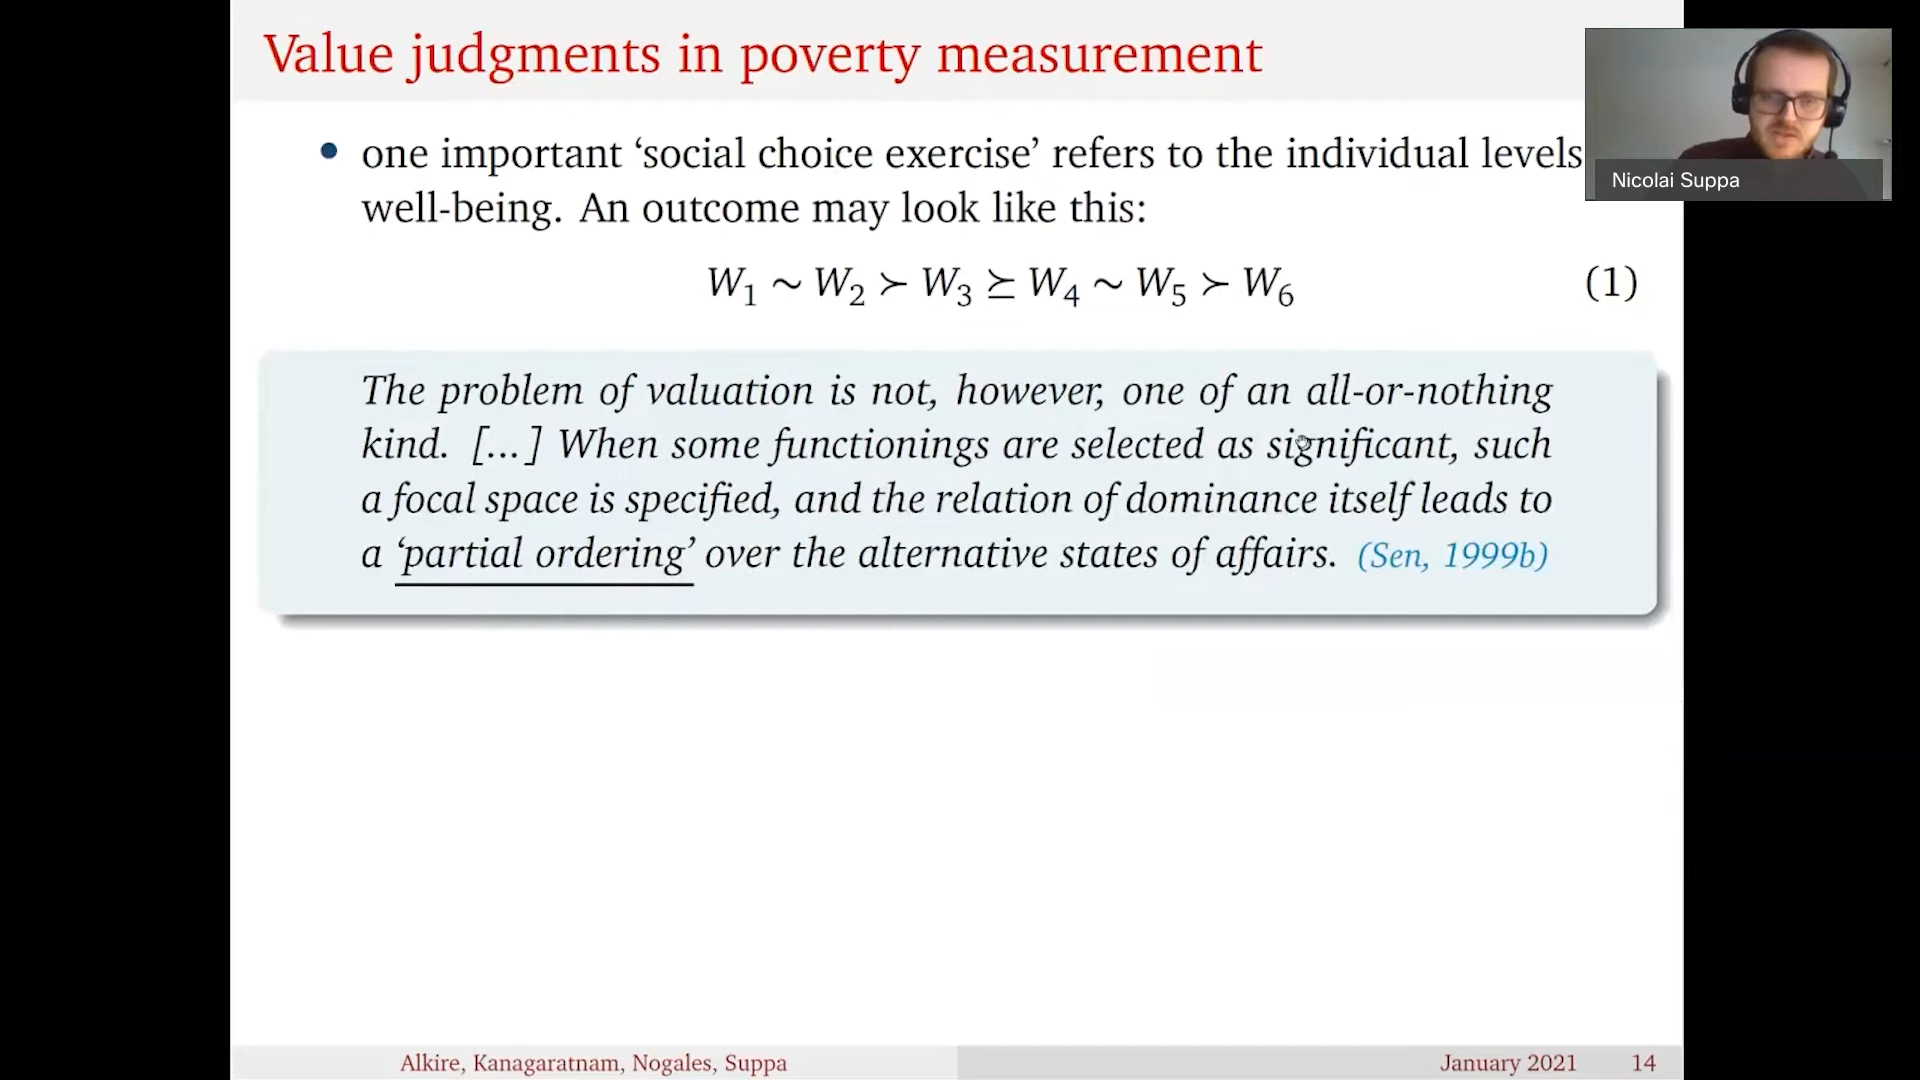 Value judgments in poverty measurement
Nicolai Suppa
• one important ‘social choice exercise’ refers to the individual levels
well-being. An outcome may look like this:
W₁ ∼ W₂ ≻ W₃ ⪰ W₄ ∼ W₅ ≻ W₆ (1)
The problem of valuation is not, however, one of an all-or-nothing
kind. [...] When some functionings are selected as significant, such
a focal space is specified, and the relation of dominance itself leads to
a ‘partial ordering’ over the alternative states of affairs. (Sen, 1999b)
Alkire, Kanagaratnam, Nogales, Suppa January 2021 14